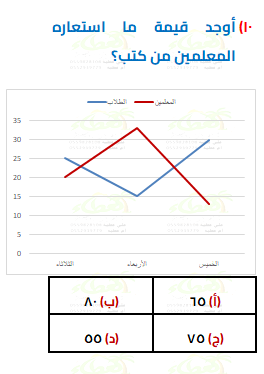 ١٠) أوجد قيمة ما استعاره
المعلمين من كتب؟
الطلاب المعلمين
35
30
25
20
15
10
5
0
الثلاثاء الأربعاء الخميس
(أ) ٦٥ (ب) ٨٠
(ج) ٧٥ (د) ٥٥